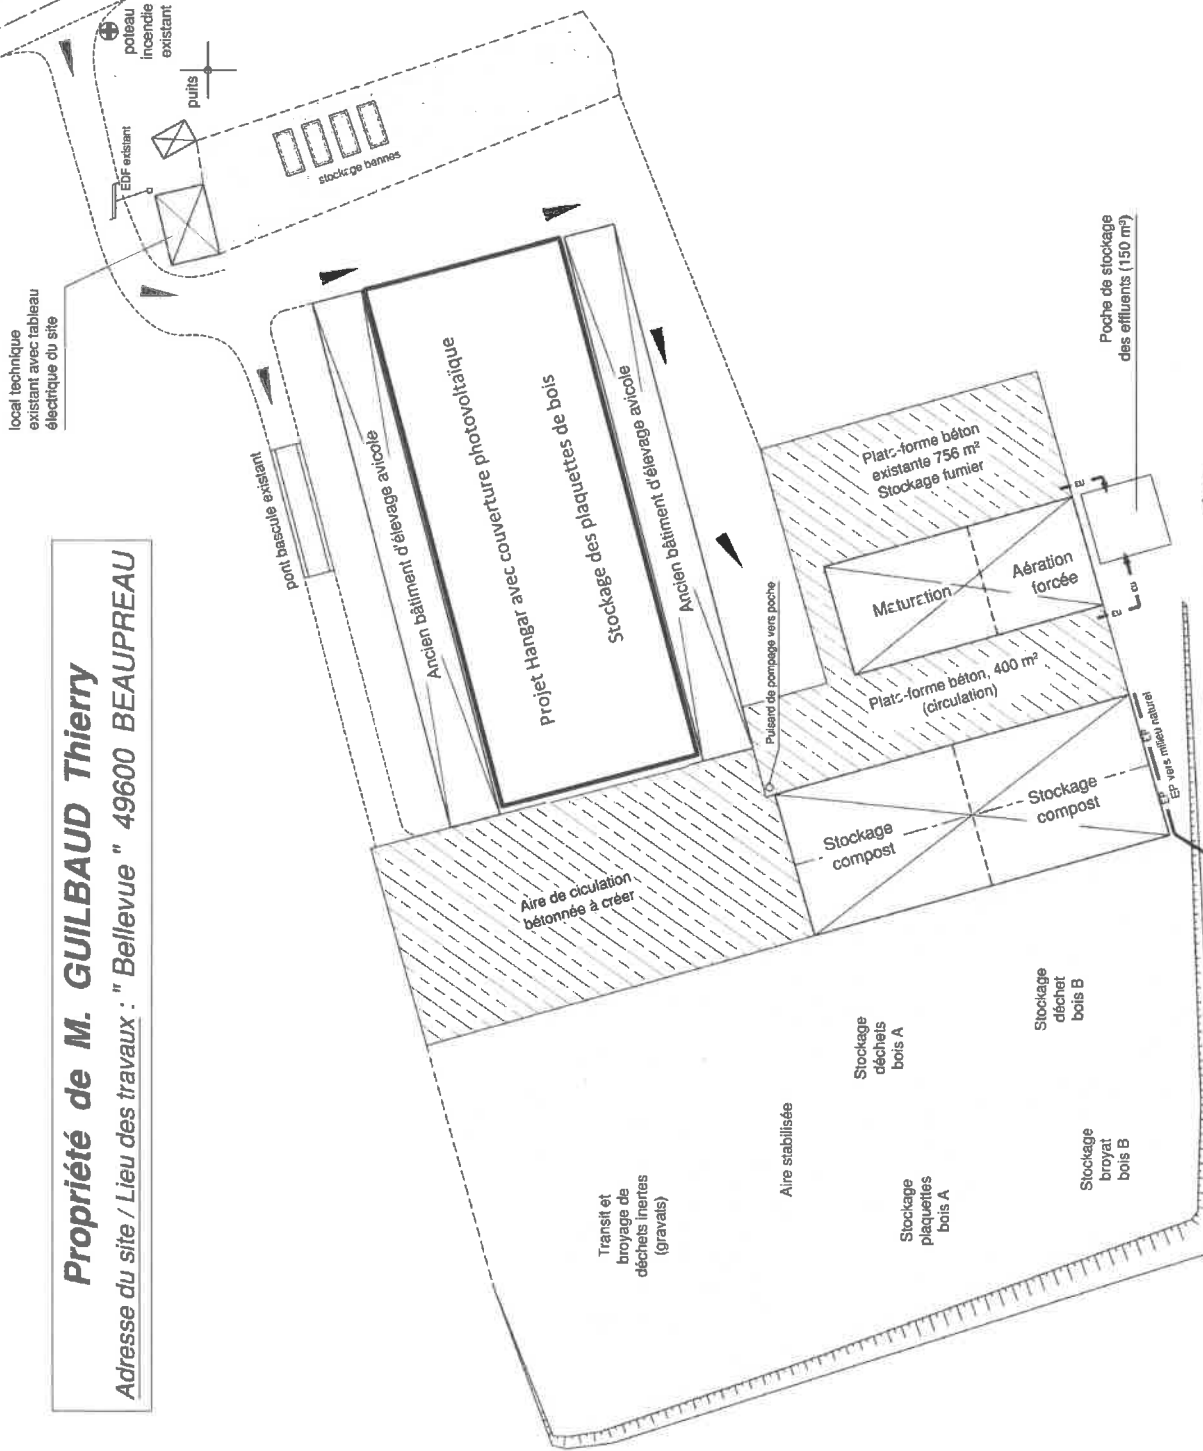 Propriété de M. GUILBAUD Thierry
Adresse du site / Lieu des travaux : " Bellevue " 49600 BEAUPREAU
local technique
existant avec tableau
électrique du site
EDF existant
poteau
incendie
existant
puits
stockage bennes
pont bascule existant
Ancien bâtiment d'élevage avicole
Projet Hangar avec couverture photovoltaïque
Stockage des plaquettes de bois
Ancien bâtiment d'élevage avicole
Aire de ciculation
bétonnée à créer
Puisard de pompage vers poche
Plate-forme béton
existante 756 m²
Stockage fumier
Maturation
Aération
forcée
Plate-forme béton, 400 m²
(circulation)
Stockage
compost
Stockage
compost
Poche de stockage
des effluents (150 m³)
EU
EU
EU
EP
EP
EP vers milieu naturel
Transit et
broyage de
déchets inertes
(gravats)
Aire stabilisée
Stockage
déchets
bois A
Stockage
plaquettes
bois A
Stockage
déchet
bois B
Stockage
broyat
bois B